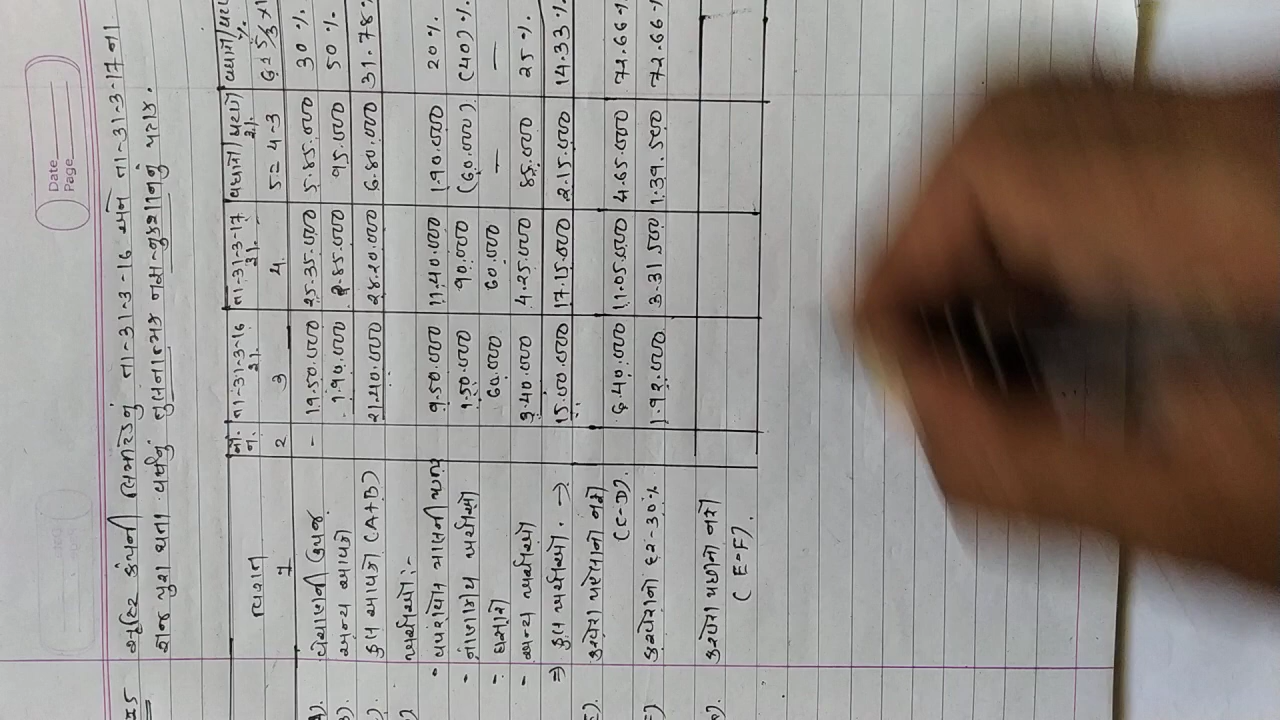 Date
Page
સૃષ્ટિ કંપની લિમિટેડનું તા-31-3-16 અને તા-31-3-17 ના
રોજ પુરા થતા વર્ષનું તુલનાત્મક નફા-નુકશાનનું પત્રક.
વિગત તા-31-3-16 રૂ. તા-31-3-17 રૂ. વધારો/ઘટાડો રૂ.
1 2 3 4 5 = 4-3
વેચાણની ઉપજ - 19.50.000 25.35.000 5.85.000 30 %
અન્ય આવકો 1.90.000 2.85.000 95.000 50 %
કુલ આવકો (A+B) 21.40.000 28.20.000 6.80.000 31.78%
ખર્ચાઓ :-
- વપરાયેલ માલની પડતર 9.50.000 11.40.000 1.90.000 20 %
- નાણાકીય ખર્ચાઓ 1.50.000 90.000 (60.000) (40) %
- ઘસારો 60.000 60.000 — —
- અન્ય ખર્ચાઓ 3.40.000 4.25.000 85.000 25 %
⇒ કુલ ખર્ચાઓ. → 15.00.000 17.15.000 2.15.000 14.33 %
કરવેરા પહેલાનો નફો (C-D). 6.40.000 11.05.000 4.65.000 72.66 %
કરવેરાનો દર-30% 1.92.000 3.31.500 1.39.500 72.66 %
કરવેરા પછીનો નફો
(E-F).